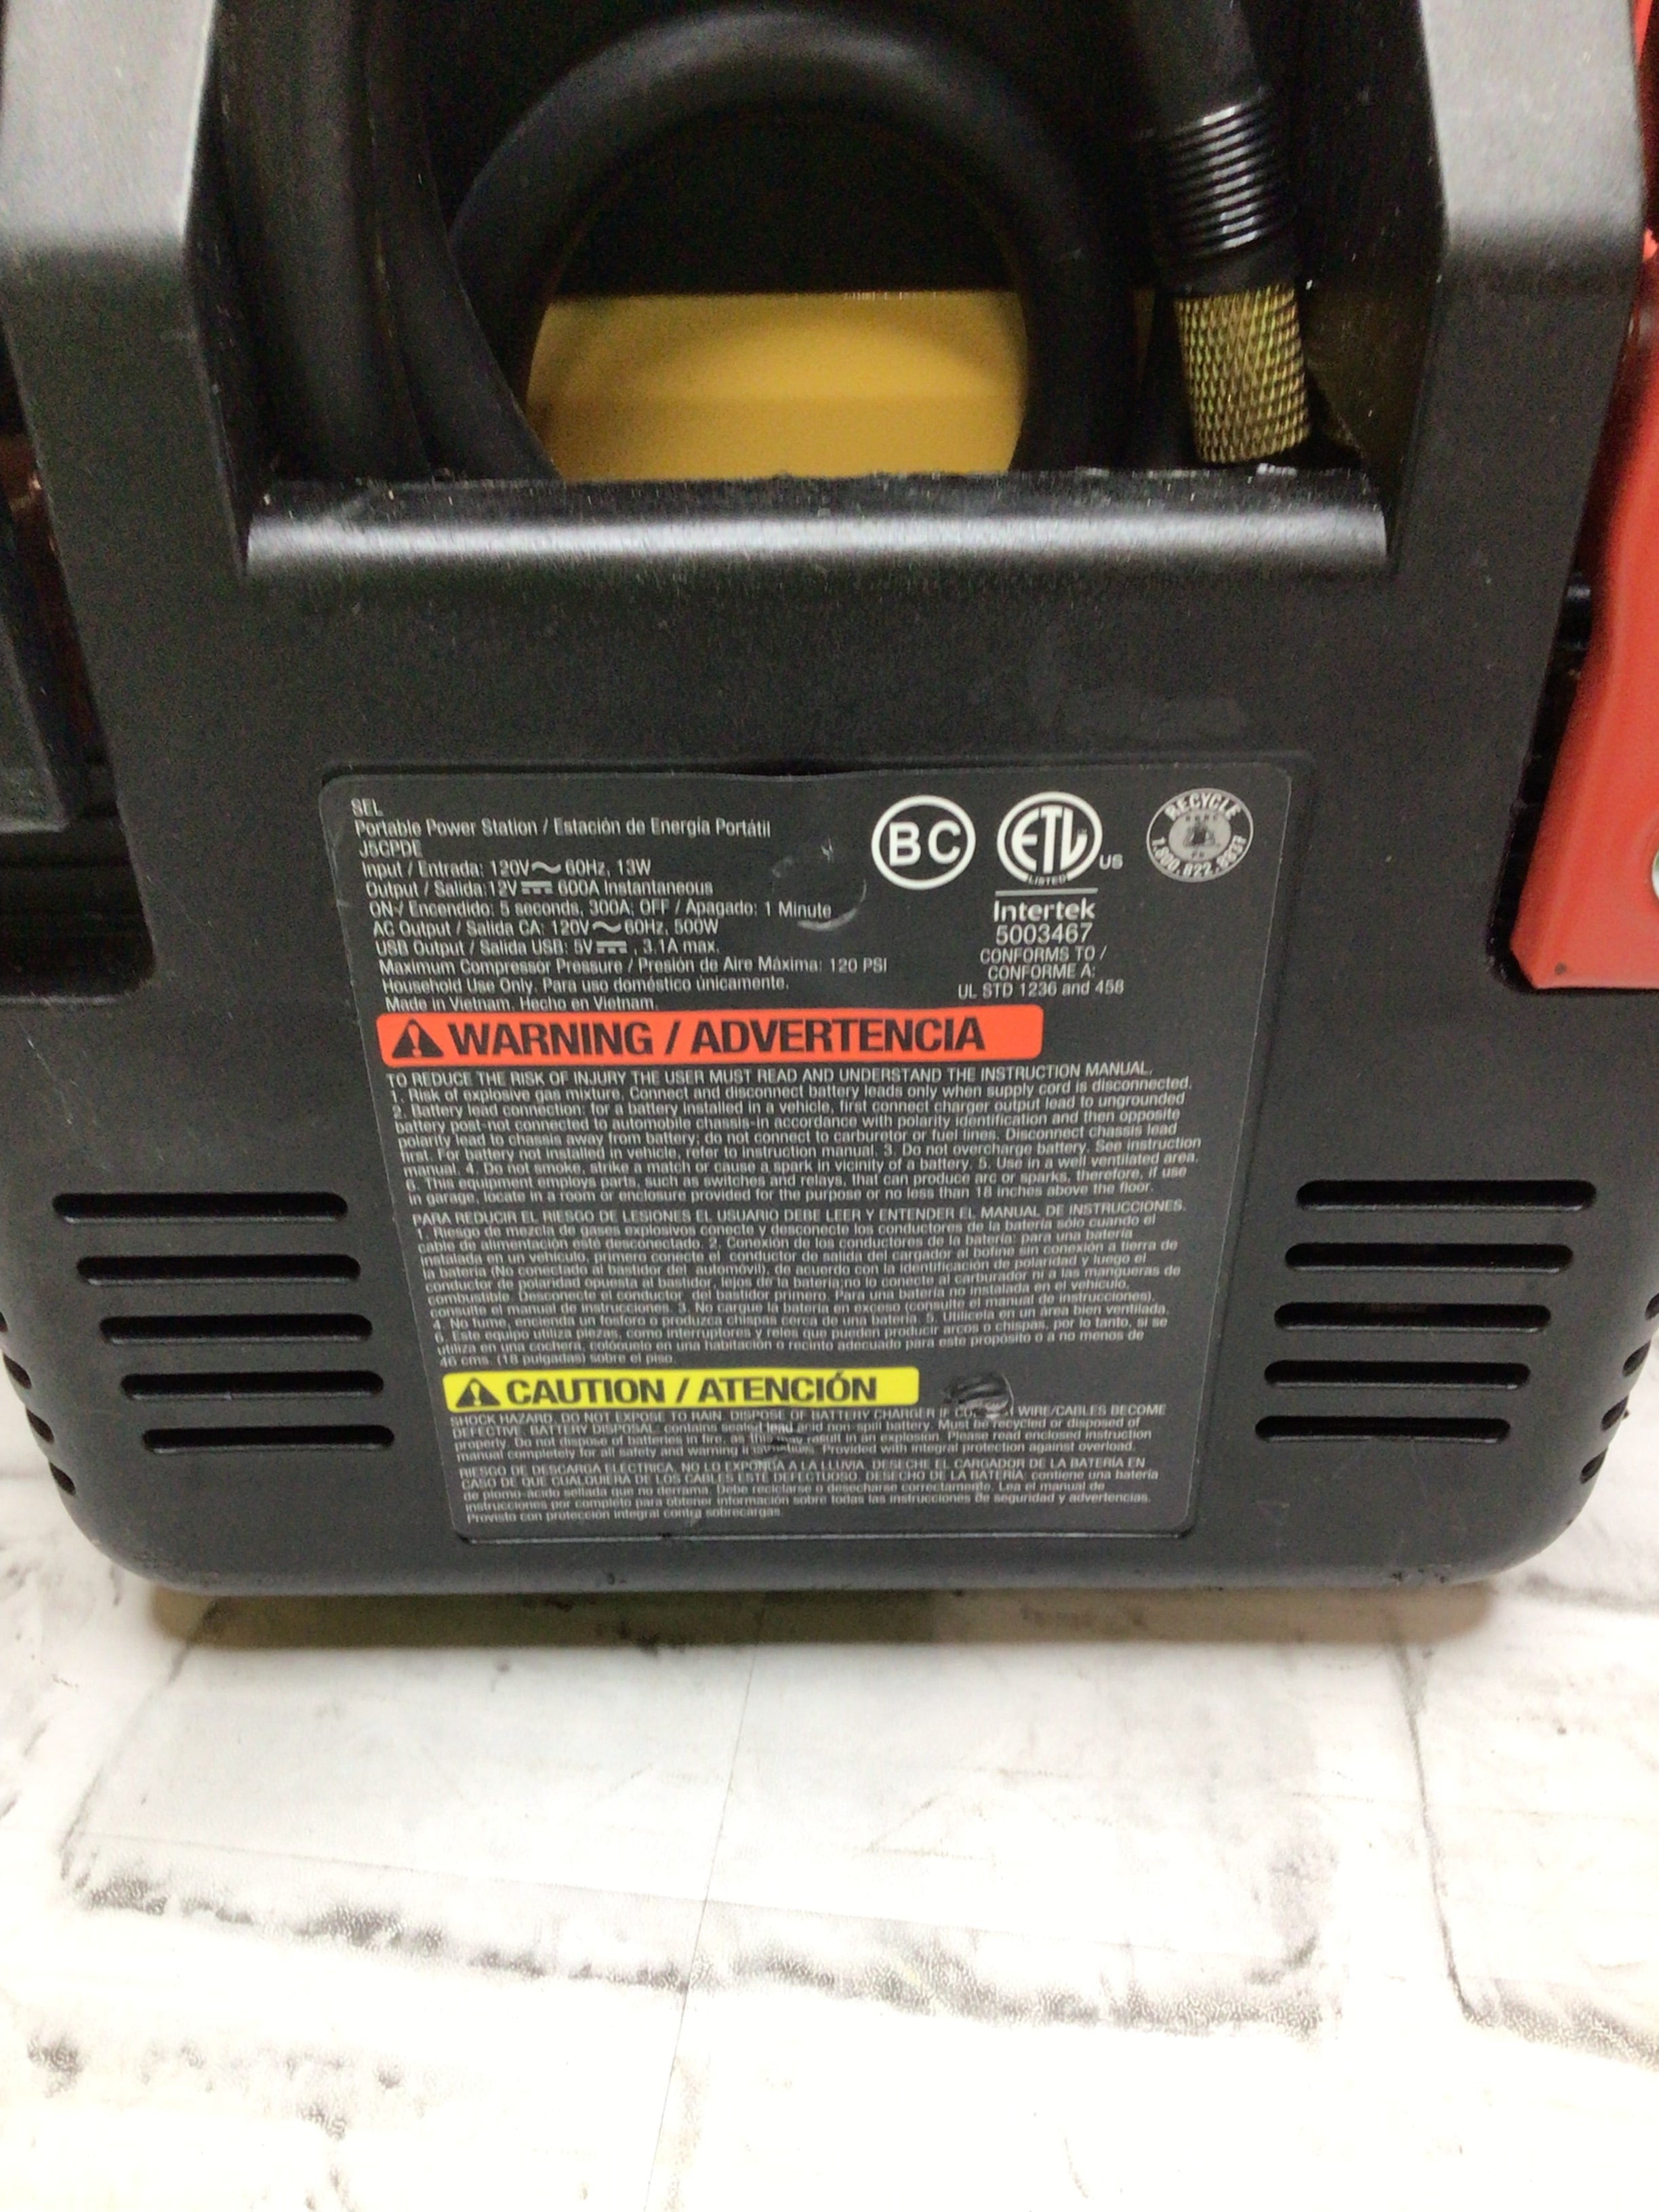 SEL
Portable Power Station / Estación de Energía Portátil
J5CPDE
Input / Entrada: 120V 60Hz, 13W
Output / Salida: 12V 600A Instantaneous
ON / Encendido: 5 seconds, 300A; OFF / Apagado: 1 Minute
AC Output / Salida CA: 120V 60Hz, 500W
USB Output / Salida USB: 5V , 3.1A max.
Maximum Compressor Pressure / Presión de Aire Máxima: 120 PSI
Household Use Only. Para uso doméstico únicamente.
Made in Vietnam. Hecho en Vietnam.
BC
ETL
US
LISTED
Intertek
5003467
CONFORMS TO /
CONFORME A:
UL STD 1236 and 458
RECYCLE
1.800.822.8837
WARNING / ADVERTENCIA
TO REDUCE THE RISK OF INJURY THE USER MUST READ AND UNDERSTAND THE INSTRUCTION MANUAL.
1. Risk of explosive gas mixture. Connect and disconnect battery leads only when supply cord is disconnected.
2. Battery lead connection: for a battery installed in a vehicle, first connect charger output lead to ungrounded
battery post-not connected to automobile chassis-in accordance with polarity identification and then opposite
polarity lead to chassis away from battery; do not connect to carburetor or fuel lines. Disconnect chassis lead
first. For battery not installed in vehicle, refer to instruction manual. 3. Do not overcharge battery. See instruction
manual. 4. Do not smoke, strike a match or cause a spark in vicinity of a battery. 5. Use in a well ventilated area.
6. This equipment employs parts, such as switches and relays, that can produce arc or sparks, therefore, if use
in garage, locate in a room or enclosure provided for the purpose or no less than 18 inches above the floor.
PARA REDUCIR EL RIESGO DE LESIONES EL USUARIO DEBE LEER Y ENTENDER EL MANUAL DE INSTRUCCIONES.
1. Riesgo de mezcla de gases explosivos conecte y desconecte los conductores de la batería sólo cuando el
cable de alimentación esté desconectado. 2. Conexión de los conductores de la batería: para una batería
instalada en un vehículo, primero conecte el conductor de salida del cargador al bofine sin conexión a tierra de
la batería (No conectado al bastidor del automóvil), de acuerdo con la identificación de polaridad y luego el
conductor de polaridad opuesta al bastidor, lejos de la batería;no lo conecte al carburador ni a las mangueras de
combustible. Desconecte el conductor del bastidor primero. Para una batería no instalada en el vehículo,
consulte el manual de instrucciones. 3. No cargue la batería en exceso (consulte el manual de instrucciones).
4. No fume, encienda un fósforo o produzca chispas cerca de una batería. 5. Utilícela en un área bien ventilada.
6. Este equipo utiliza piezas, como interruptores y relés que pueden producir arcos o chispas, por lo tanto, si se
utiliza en una cochera, colóquelo en una habitación o recinto adecuado para este propósito o a no menos de
46 cms. (18 pulgadas) sobre el piso.
CAUTION / ATENCIÓN
SHOCK HAZARD. DO NOT EXPOSE TO RAIN. DISPOSE OF BATTERY CHARGER IF WIRE/CABLES BECOME
DEFECTIVE. BATTERY DISPOSAL: contains sealed lead acid non-spill battery. Must be recycled or disposed of
properly. Do not dispose of batteries in fire, as this may result in an explosion. Please read enclosed instruction
manual completely for all safety and warning instructions. Provided with integral protection against overload.
RIESGO DE DESCARGA ELÉCTRICA, NO LO EXPONGA A LA LLUVIA. DESECHE EL CARGADOR DE LA BATERÍA EN
CASO DE QUE CUALQUIERA DE LOS CABLES ESTÉ DEFECTUOSO. DESECHO DE LA BATERÍA: contiene una batería
de plomo-ácido sellada que no derrama. Debe reciclarse o desecharse correctamente. Lea el manual de
instrucciones por completo para obtener información sobre todas las instrucciones de seguridad y advertencias.
Provisto con protección integral contra sobrecargas.